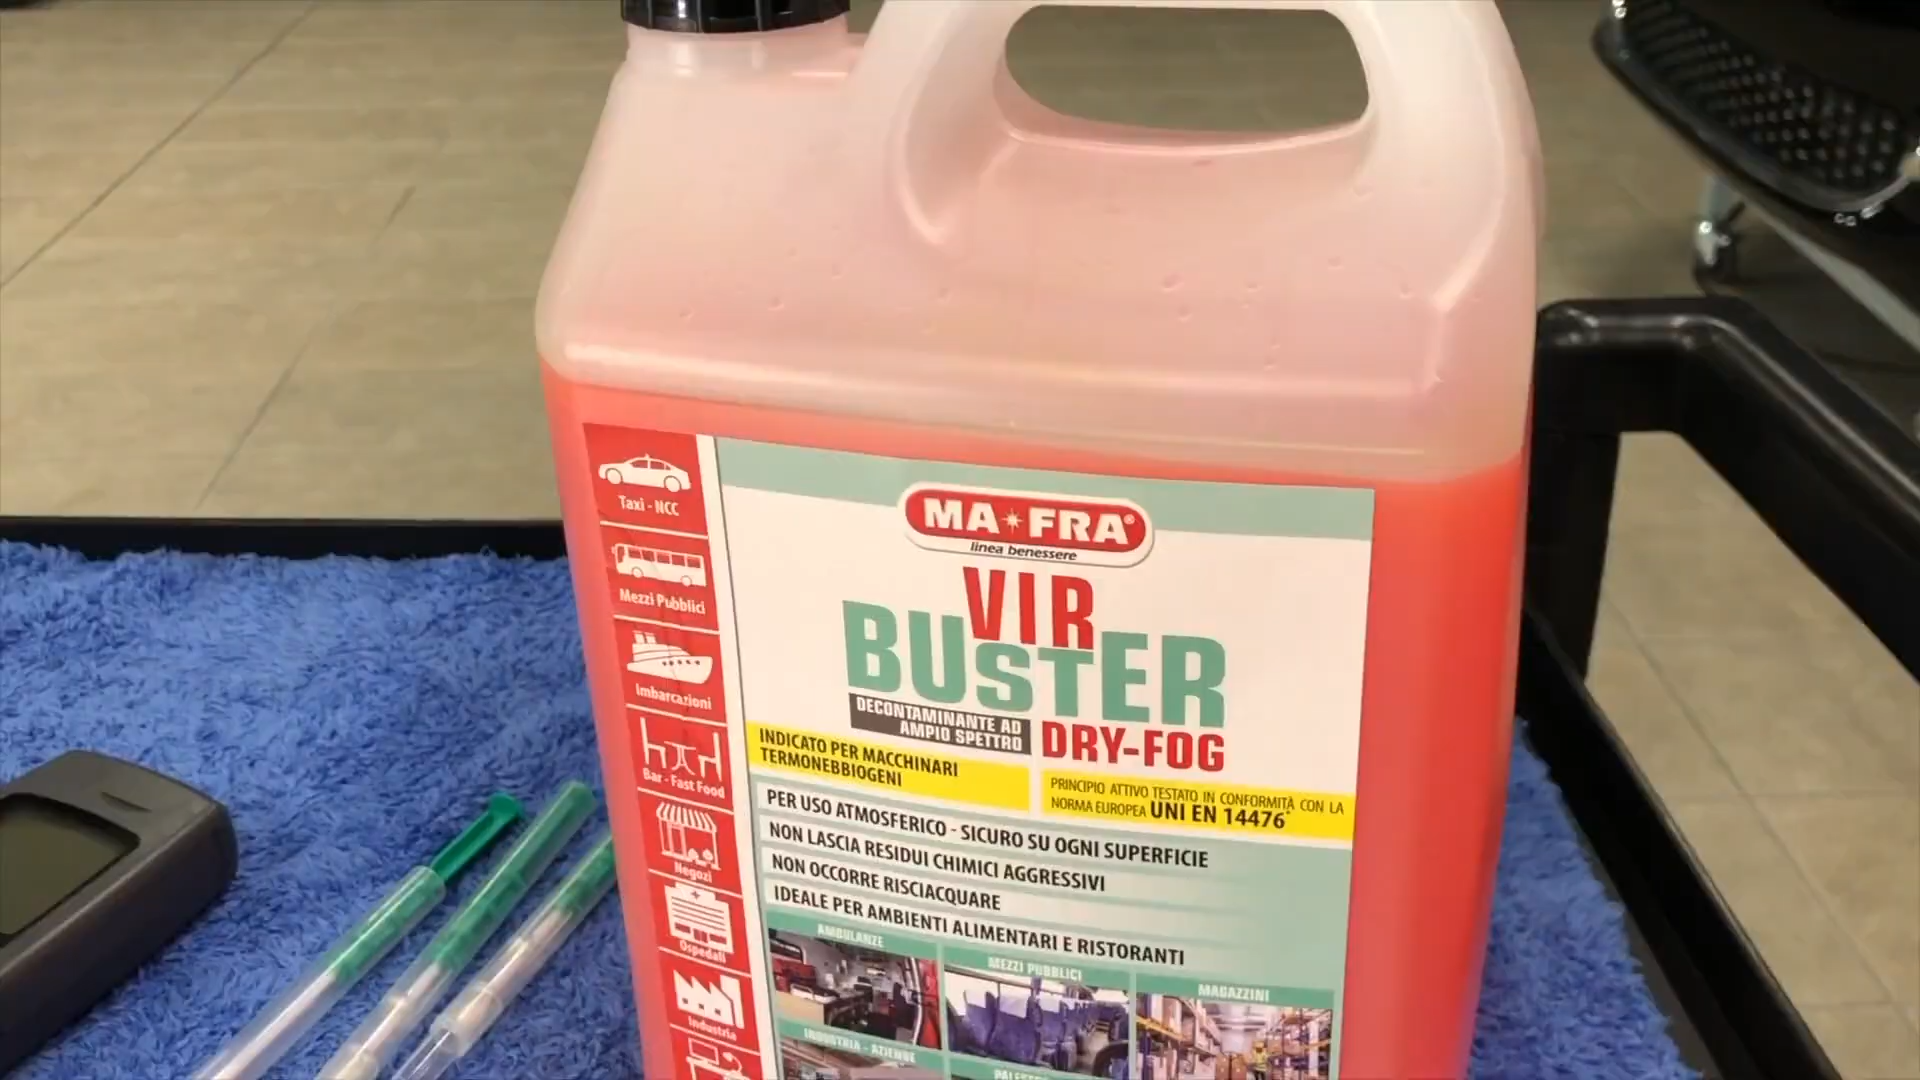 Taxi - NCC
Mezzi Pubblici
Imbarcazioni
Bar - Fast Food
Negozi
Ospedali
Industria
MA FRA®
linea benessere
VIR
BUSTER
DECONTAMINANTE AD
AMPIO SPETTRO
DRY-FOG
INDICATO PER MACCHINARI
TERMONEBBIOGENI
PRINCIPIO ATTIVO TESTATO IN CONFORMITÀ CON LA
NORMA EUROPEA UNI EN 14476*
PER USO ATMOSFERICO - SICURO SU OGNI SUPERFICIE
NON LASCIA RESIDUI CHIMICI AGGRESSIVI
NON OCCORRE RISCIACQUARE
IDEALE PER AMBIENTI ALIMENTARI E RISTORANTI
AMBULANZE
MEZZI PUBBLICI
MAGAZZINI
INDUSTRIA - AZIENDE